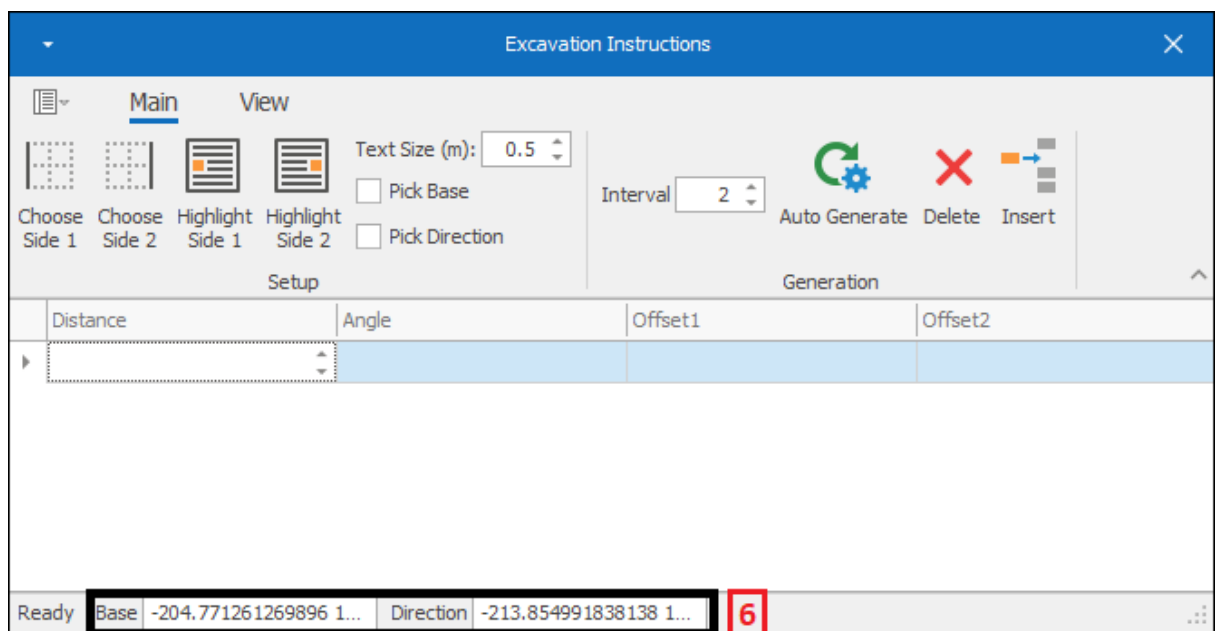 Excavation Instructions
Main View
Text Size (m): 0.5
Pick Base
Interval 2
Choose Side 1
Choose Side 2
Highlight Side 1
Highlight Side 2
Pick Direction
Auto Generate Delete Insert
Setup Generation
Distance Angle Offset1 Offset2
Ready Base -204.771261269896 1... Direction -213.854991838138 1... 6